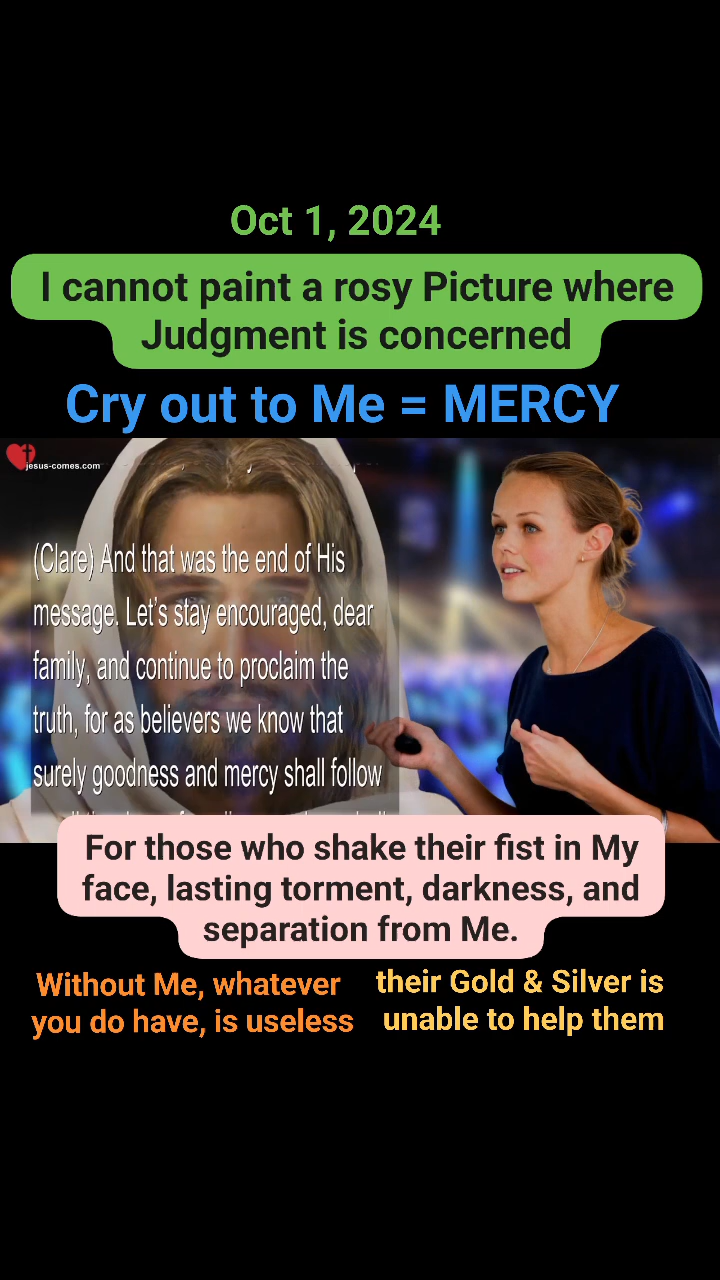 Oct 1, 2024
I cannot paint a rosy Picture where
Judgment is concerned
Cry out to Me = MERCY
jesus-comes.com
(Clare) And that was the end of His
message. Let's stay encouraged, dear
family, and continue to proclaim the
truth, for as believers we know that
surely goodness and mercy shall follow
For those who shake their fist in My
face, lasting torment, darkness, and
separation from Me.
Without Me, whatever
you do have, is useless
their Gold & Silver is
unable to help them